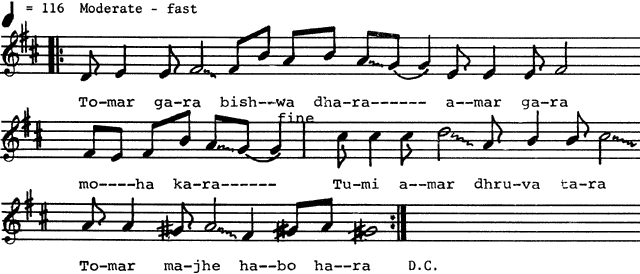 = 116 Moderate - fast
To-mar ga-ra bish--wa dha-ra------ a--mar ga-ra
fine
mo----ha ka-ra------ Tu-mi a--mar dhru-va ta-ra
To-mar ma-jhe ha--bo ha--ra D.C.